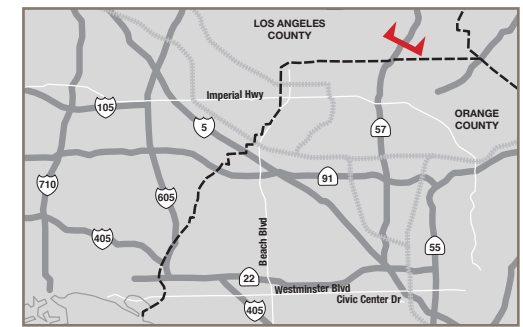 LOS ANGELES
COUNTY
Imperial Hwy
105
5
57
ORANGE
COUNTY
710
605
91
405
55
Beach Blvd
22
Westminster Blvd
Civic Center Dr
405